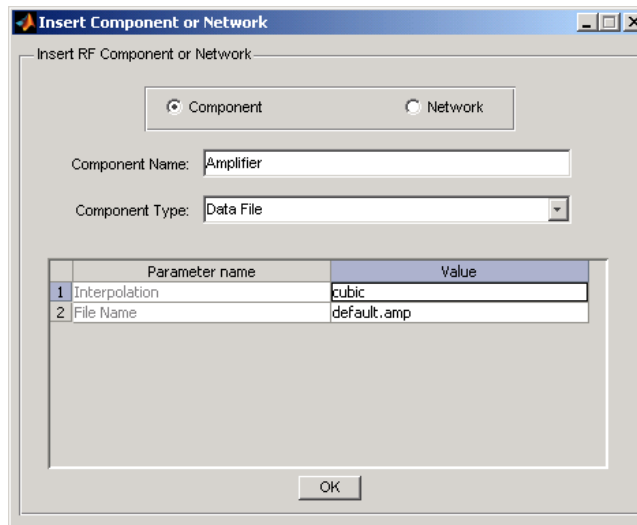 Insert Component or Network
Insert RF Component or Network
Component Network
Component Name: Amplifier
Component Type: Data File
Parameter name Value
1 Interpolation cubic
2 File Name default.amp
OK